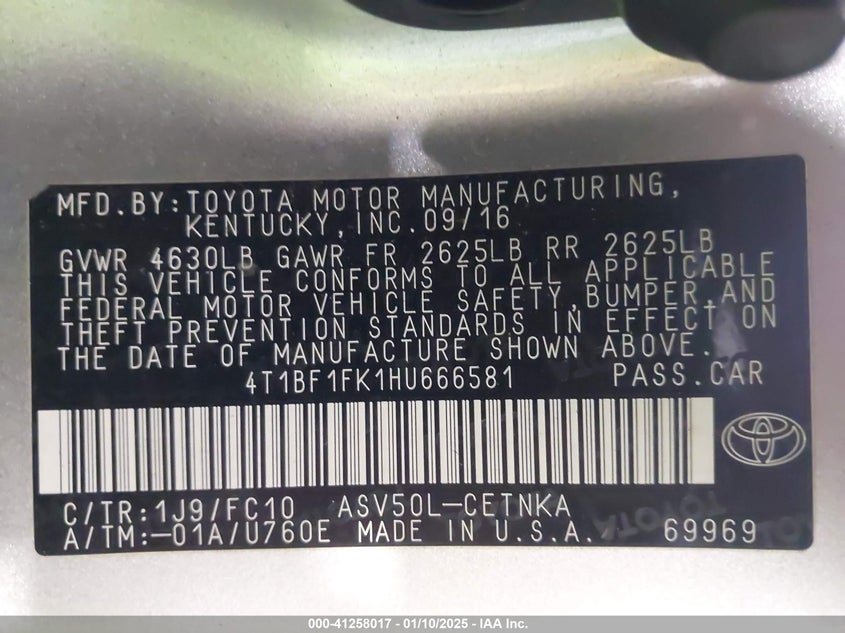 MFD.BY:TOYOTA MOTOR MANUFACTURING,
KENTUCKY,INC.09/16
GVWR 4630LB GAWR FR 2625LB RR 2625LB
THIS VEHICLE CONFORMS TO ALL APPLICABLE
FEDERAL MOTOR VEHICLE SAFETY,BUMPER,AND
THEFT PREVENTION STANDARDS IN EFFECT ON
THE DATE OF MANUFACTURE SHOWN ABOVE.
4T1BF1FK1HU666581 PASS.CAR
C/TR:1J9/FC10 ASV50L-CETNKA
A/TM:-01A/U760E MADE IN U.S.A. 69969
TOYOTA
000-41258017 - 01/10/2025 - IAA Inc.